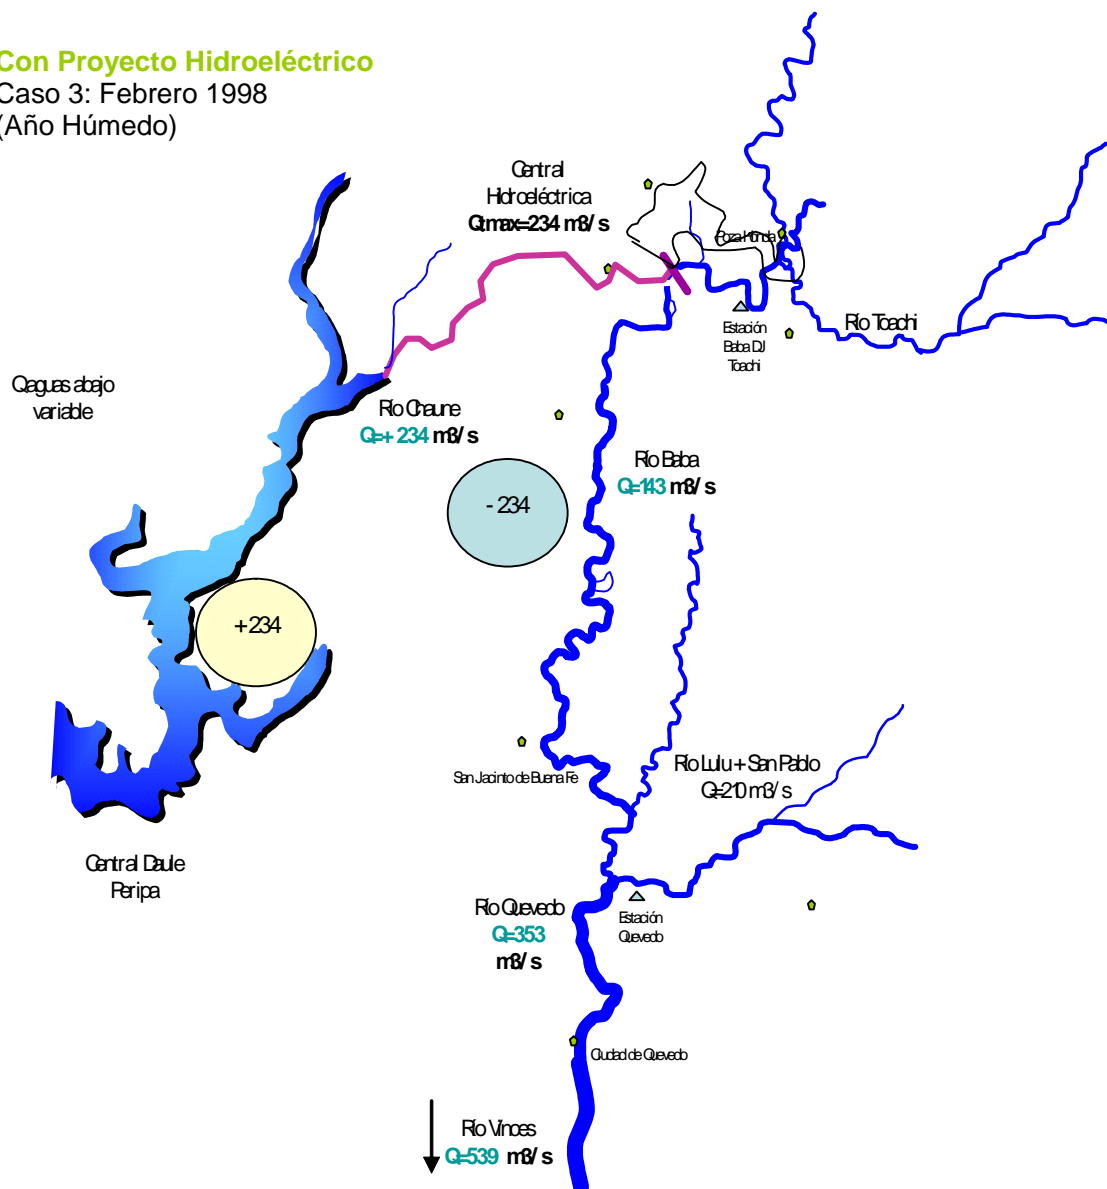 Con Proyecto Hidroeléctrico
Caso 3: Febrero 1998
(Año Húmedo)
Central
Hidroeléctrica
Qtmax=234 m3/s
Poza Honda
Estación
Baba DJ
Toachi
Río Toachi
Qaguas abajo
variable
Río Chaune
Q=+234 m3/s
Río Baba
Q=143 m3/s
- 234
+234
San Jacinto de Buena Fe
Río Lulu + San Pablo
Q=210 m3/s
Central Daule
Peripa
Río Quevedo
Q=353
m3/s
Estación
Quevedo
Ciudad de Quevedo
Río Vinces
Q=539 m3/s